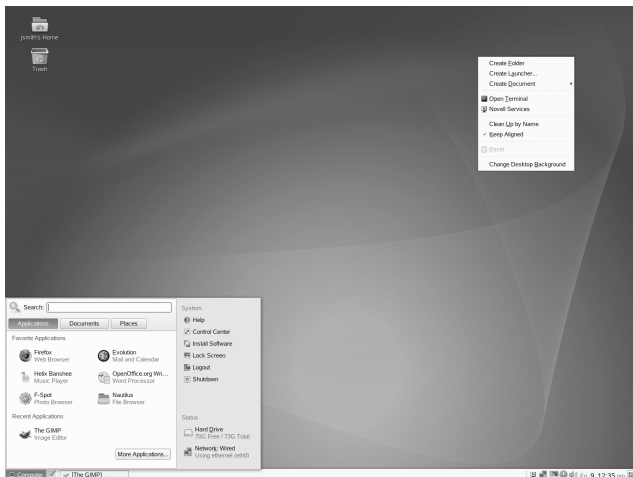 jsmith's Home
Trash
Create Folder
Create Launcher...
Create Document
Open Terminal
Novell Services
Clean Up by Name
Keep Aligned
Paste
Change Desktop Background
Search:
Applications
Documents
Places
Favorite Applications
Firefox
Web Browser
Evolution
Mail and Calendar
Helix Banshee
Music Player
OpenOffice.org Wri...
Word Processor
F-Spot
Photo Browser
Nautilus
File Browser
Recent Applications
The GIMP
Image Editor
More Applications...
System
Help
Control Center
Install Software
Lock Screen
Logout
Shutdown
Status
Hard Drive
70G Free / 73G Total
Network: Wired
Using ethernet (eth0)
Computer
[The GIMP]
9, 12:35